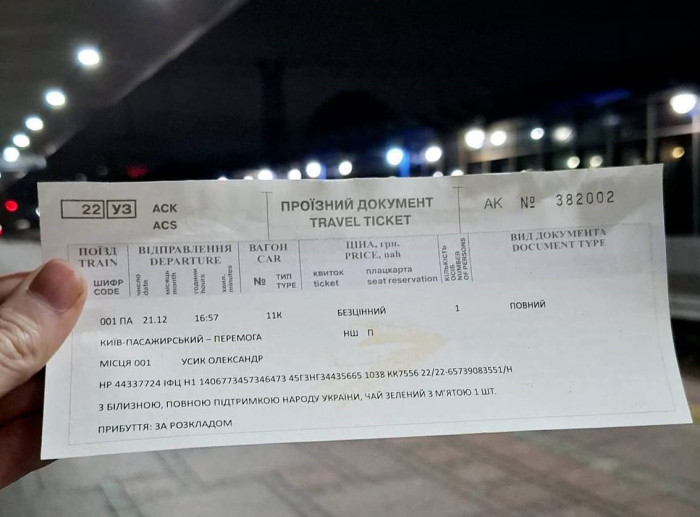 22 УЗ АСК ПРОЇЗНИЙ ДОКУМЕНТ АК № 382002
ACS TRAVEL TICKET
ПОЇЗД ВІДПРАВЛЕННЯ ВАГОН ЦІНА, грн. КІЛЬКІСТЬ ОСІБ ВИД ДОКУМЕНТА
TRAIN DEPARTURE CAR PRICE, uah NUMBER OF PERSONS DOCUMENT TYPE
ШИФР число місяць години хвил. № ТИП квиток плацкарта
CODE date month hours minutes TYPE ticket seat reservation
001 ПА 21.12 16:57 11К БЕЗЦІННИЙ 1 ПОВНИЙ
КИЇВ-ПАСАЖИРСЬКИЙ – ПЕРЕМОГА НШ П
МІСЦЯ 001 УСИК ОЛЕКСАНДР
НР 44337724 ІФЦ Н1 1406773457346473 45ГЗНГ34435665 1038 КК7556 22/22-65739083551/Н
З БІЛИЗНОЮ, ПОВНОЮ ПІДТРИМКОЮ НАРОДУ УКРАЇНИ, ЧАЙ ЗЕЛЕНИЙ З М'ЯТОЮ 1 ШТ.
ПРИБУТТЯ: ЗА РОЗКЛАДОМ